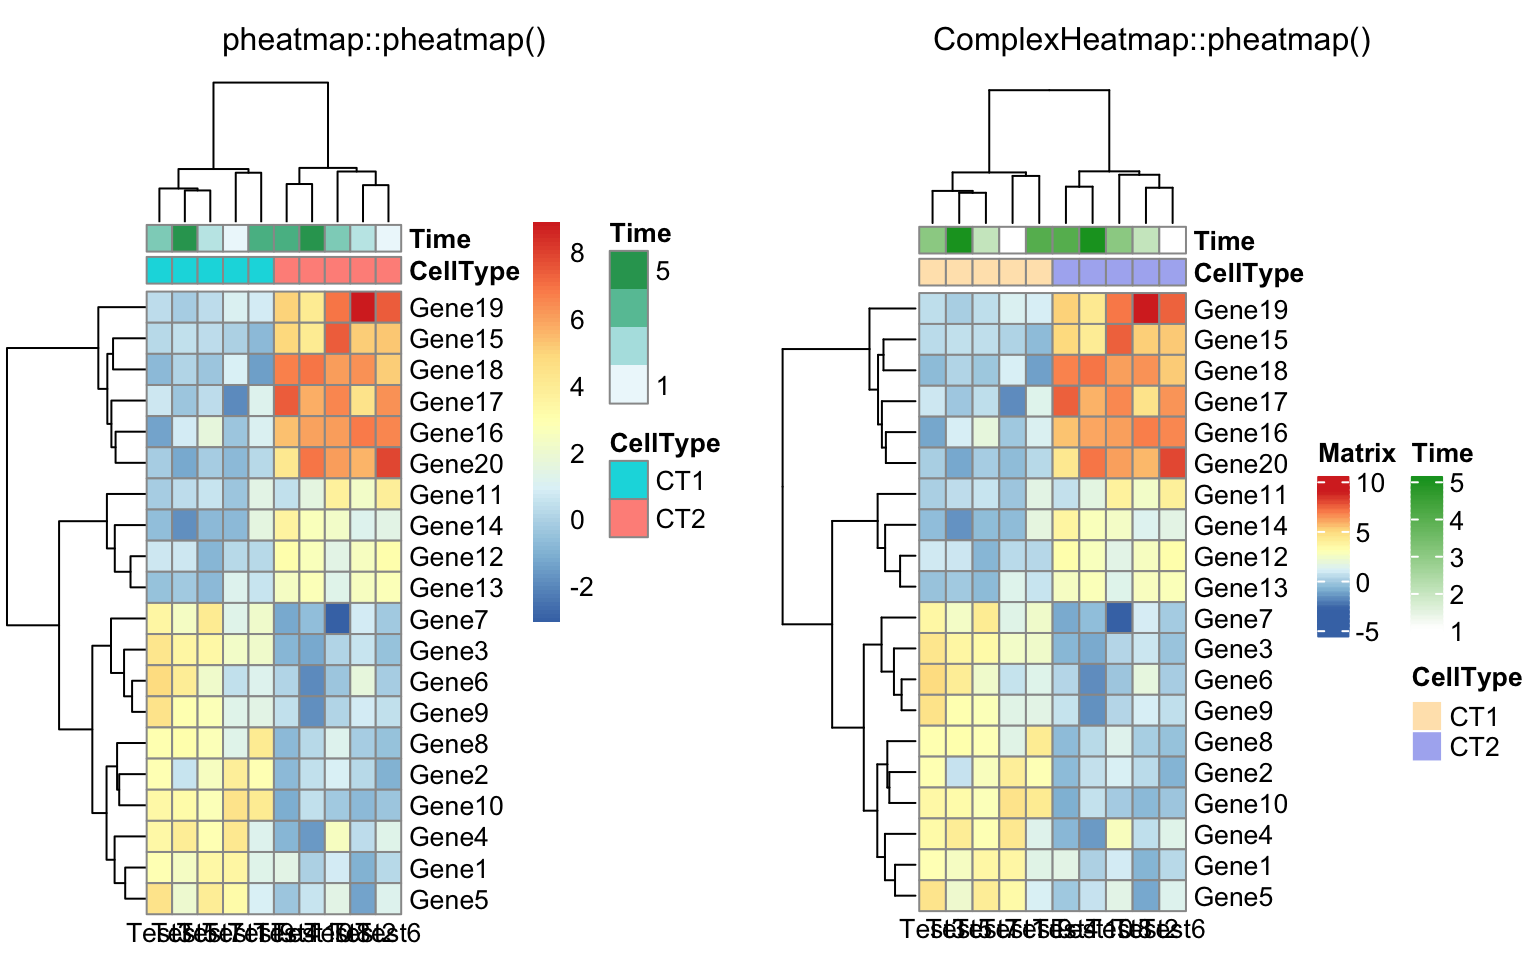 pheatmap::pheatmap()
Time
CellType
Gene19
Gene15
Gene18
Gene17
Gene16
Gene20
Gene11
Gene14
Gene12
Gene13
Gene7
Gene3
Gene6
Gene9
Gene8
Gene2
Gene10
Gene4
Gene1
Gene5
8
6
4
2
0
-2
Time
5
1
CellType
CT1
CT2
ComplexHeatmap::pheatmap()
Time
CellType
Gene19
Gene15
Gene18
Gene17
Gene16
Gene20
Gene11
Gene14
Gene12
Gene13
Gene7
Gene3
Gene6
Gene9
Gene8
Gene2
Gene10
Gene4
Gene1
Gene5
Matrix
10
5
0
-5
Time
5
4
3
2
1
CellType
CT1
CT2